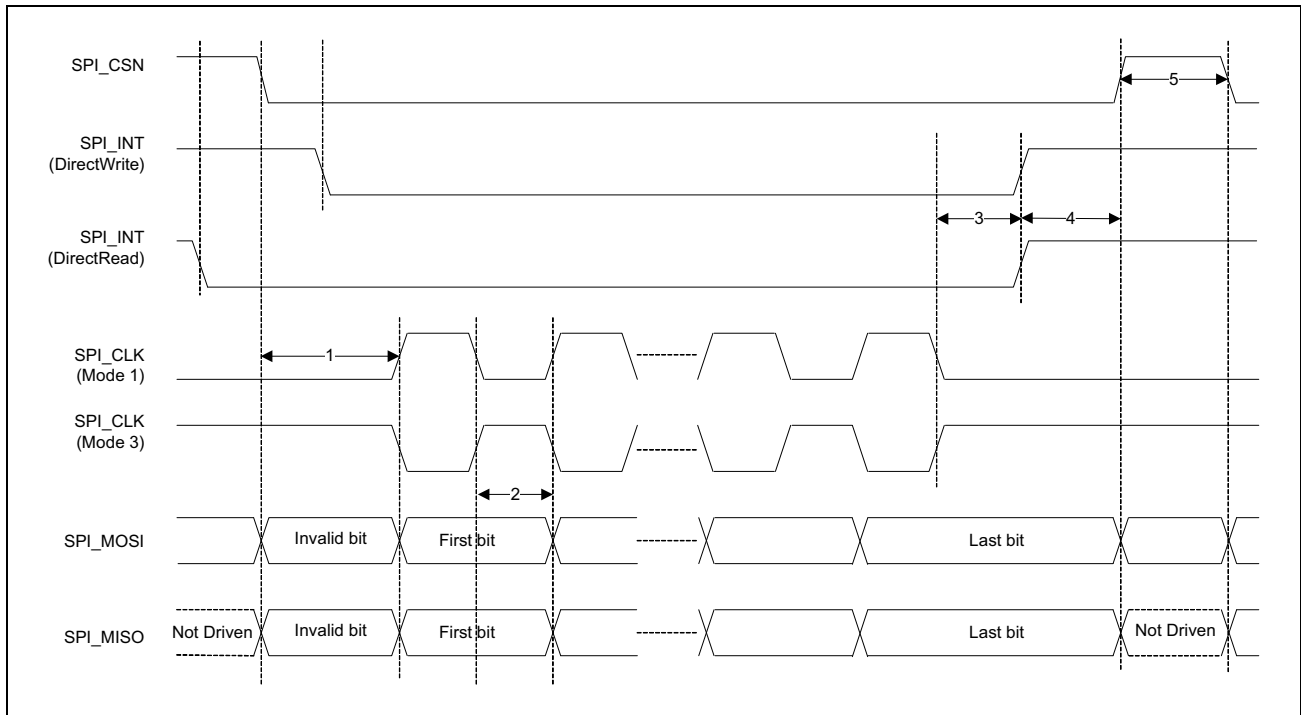 SPI_CSN
5
SPI_INT
(DirectWrite)
3
4
SPI_INT
(DirectRead)
1
SPI_CLK
(Mode 1)
SPI_CLK
(Mode 3)
2
SPI_MOSI
Invalid bit
First bit
Last bit
SPI_MISO
Not Driven
Invalid bit
First bit
Last bit
Not Driven